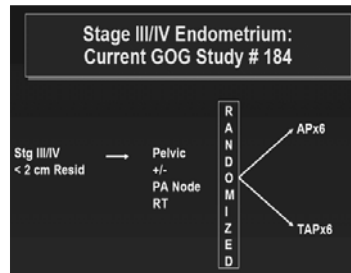 Stage III/IV Endometrium:
Current GOG Study # 184
Stg III/IV
< 2 cm Resid
Pelvic
+/-
PA Node
RT
RANDOMIZED
APx6
TAPx6